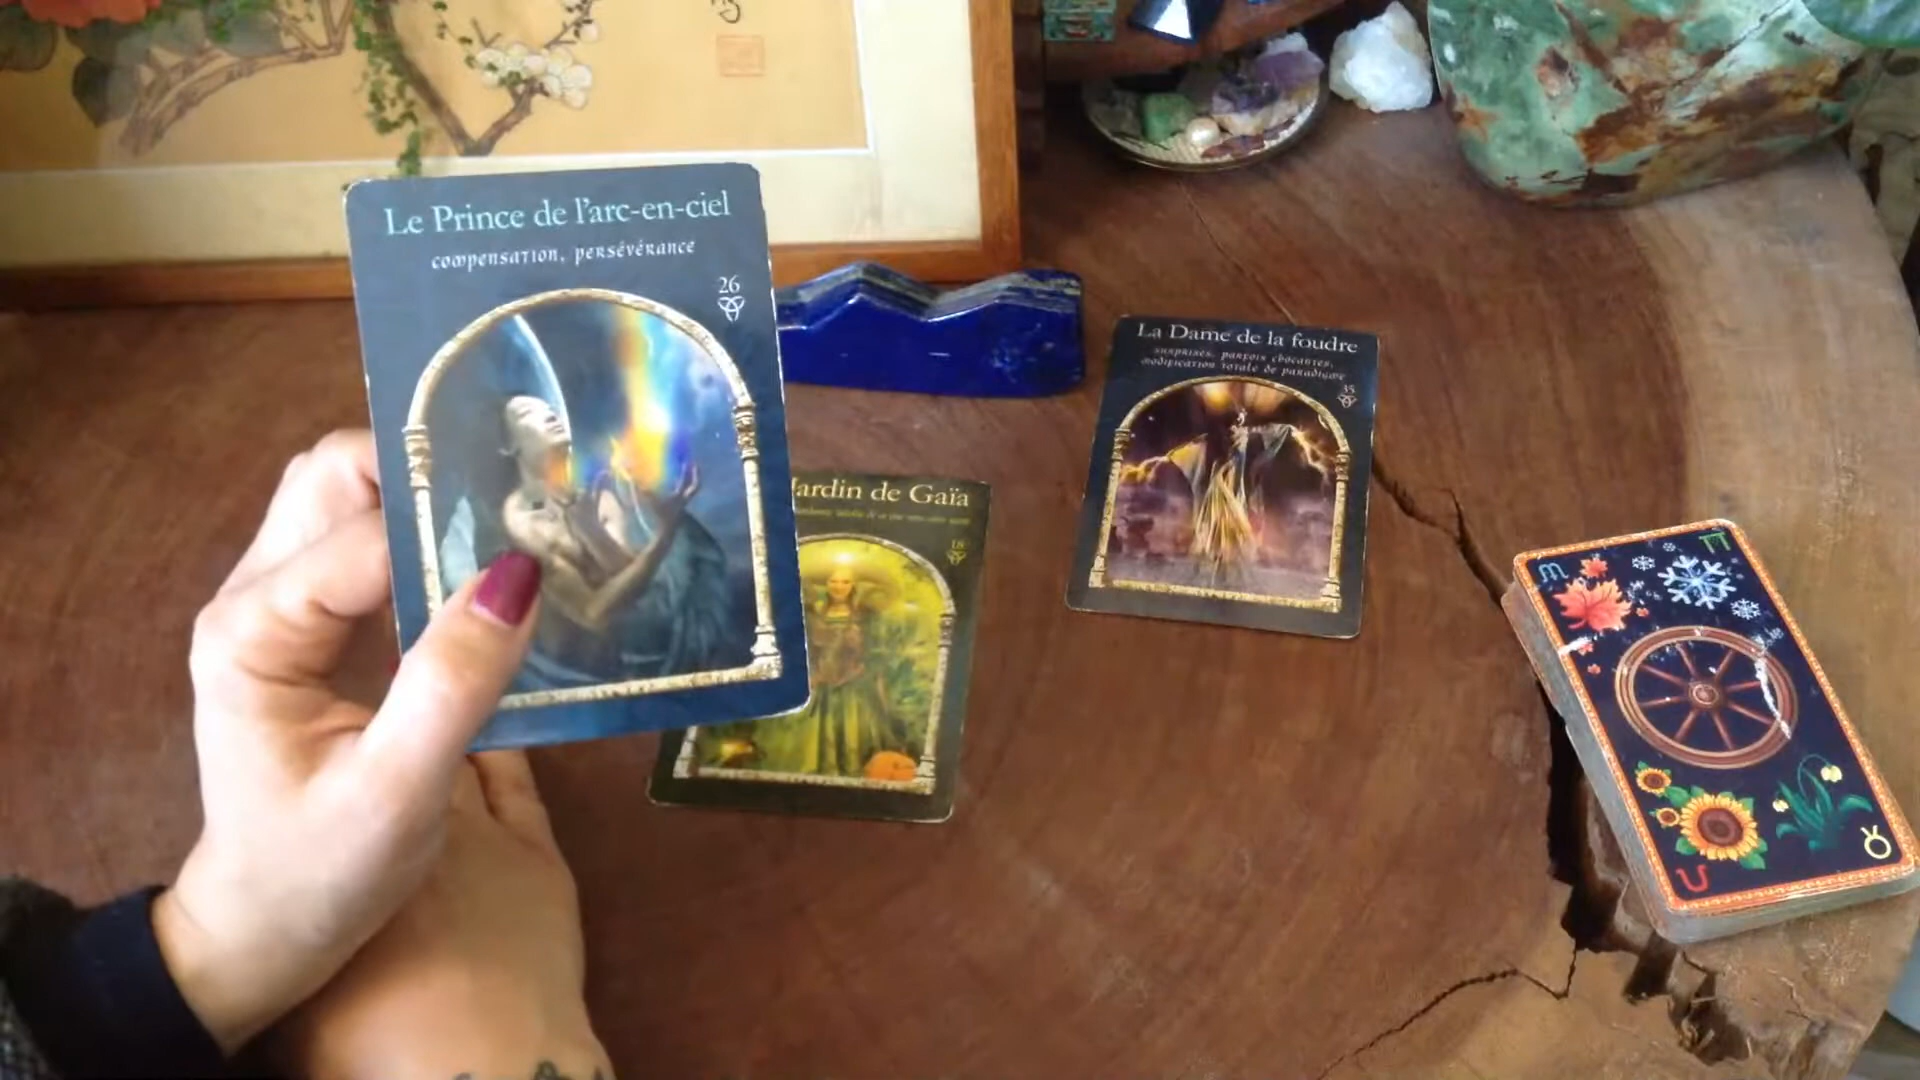 Le Prince de l'arc-en-ciel
compensation, persévérance
26
La Dame de la foudre
surprises, parfois chocantes,
modification totale de paradigme
35
Jardin de Gaïa
18